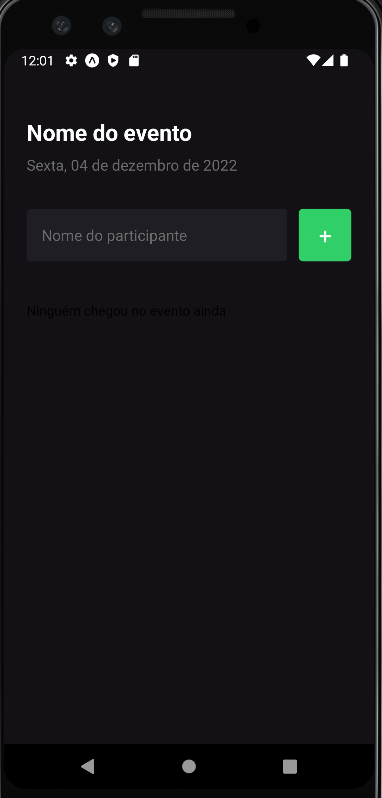 12:01
Nome do evento
Sexta, 04 de dezembro de 2022
Nome do participante
+
Ninguém chegou no evento ainda